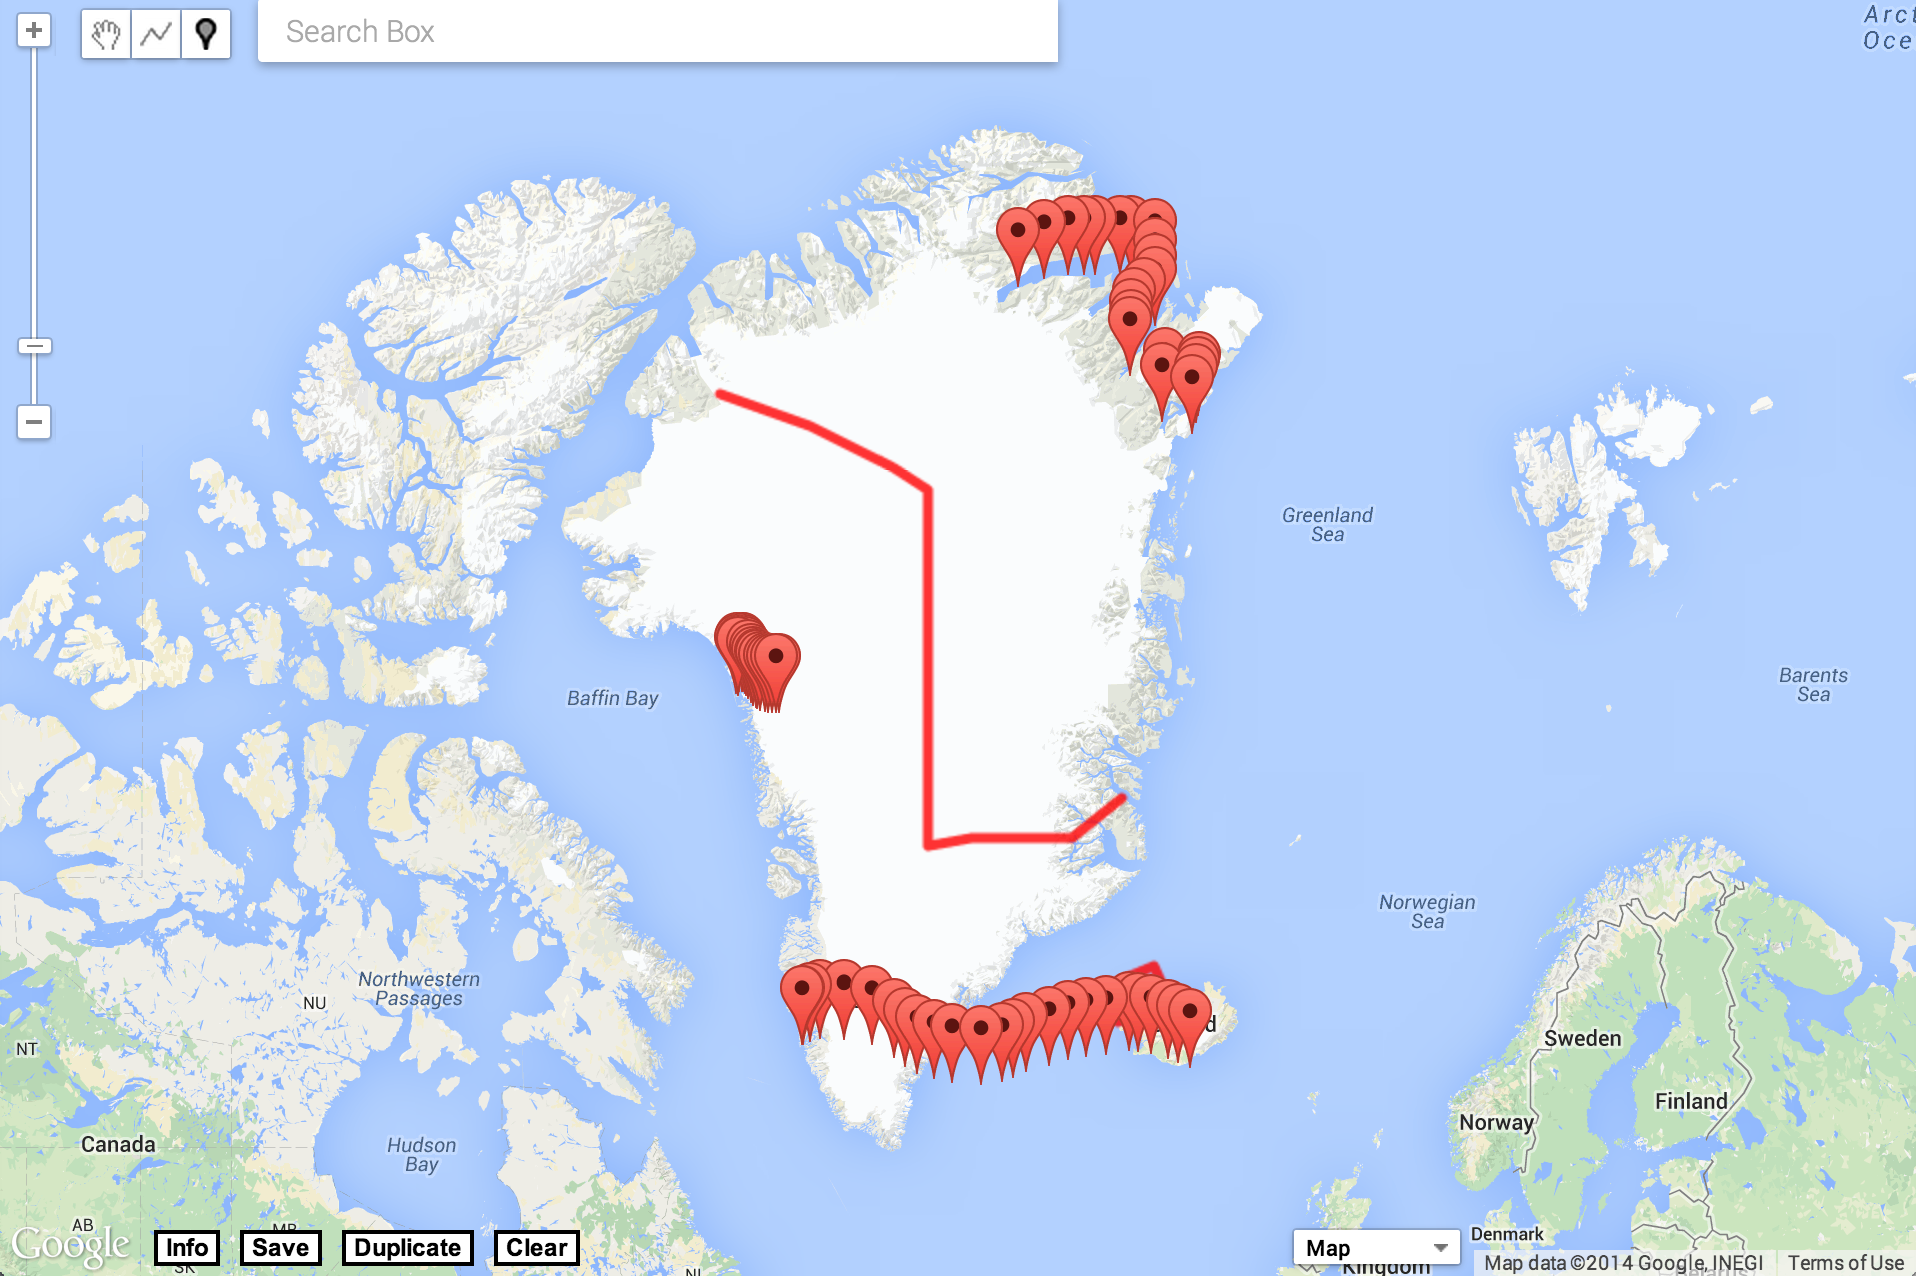 Search Box
Arc
Oce
Greenland
Sea
Barents
Sea
Baffin Bay
Norwegian
Sea
Northwestern
Passages
NU
NT
Sweden
Finland
Norway
Canada
Hudson
Bay
AB
Google
Info
Save
Duplicate
Clear
SK
Map
Denmark
Kingdom
Map data ©2014 Google, INEGI
Terms of Use